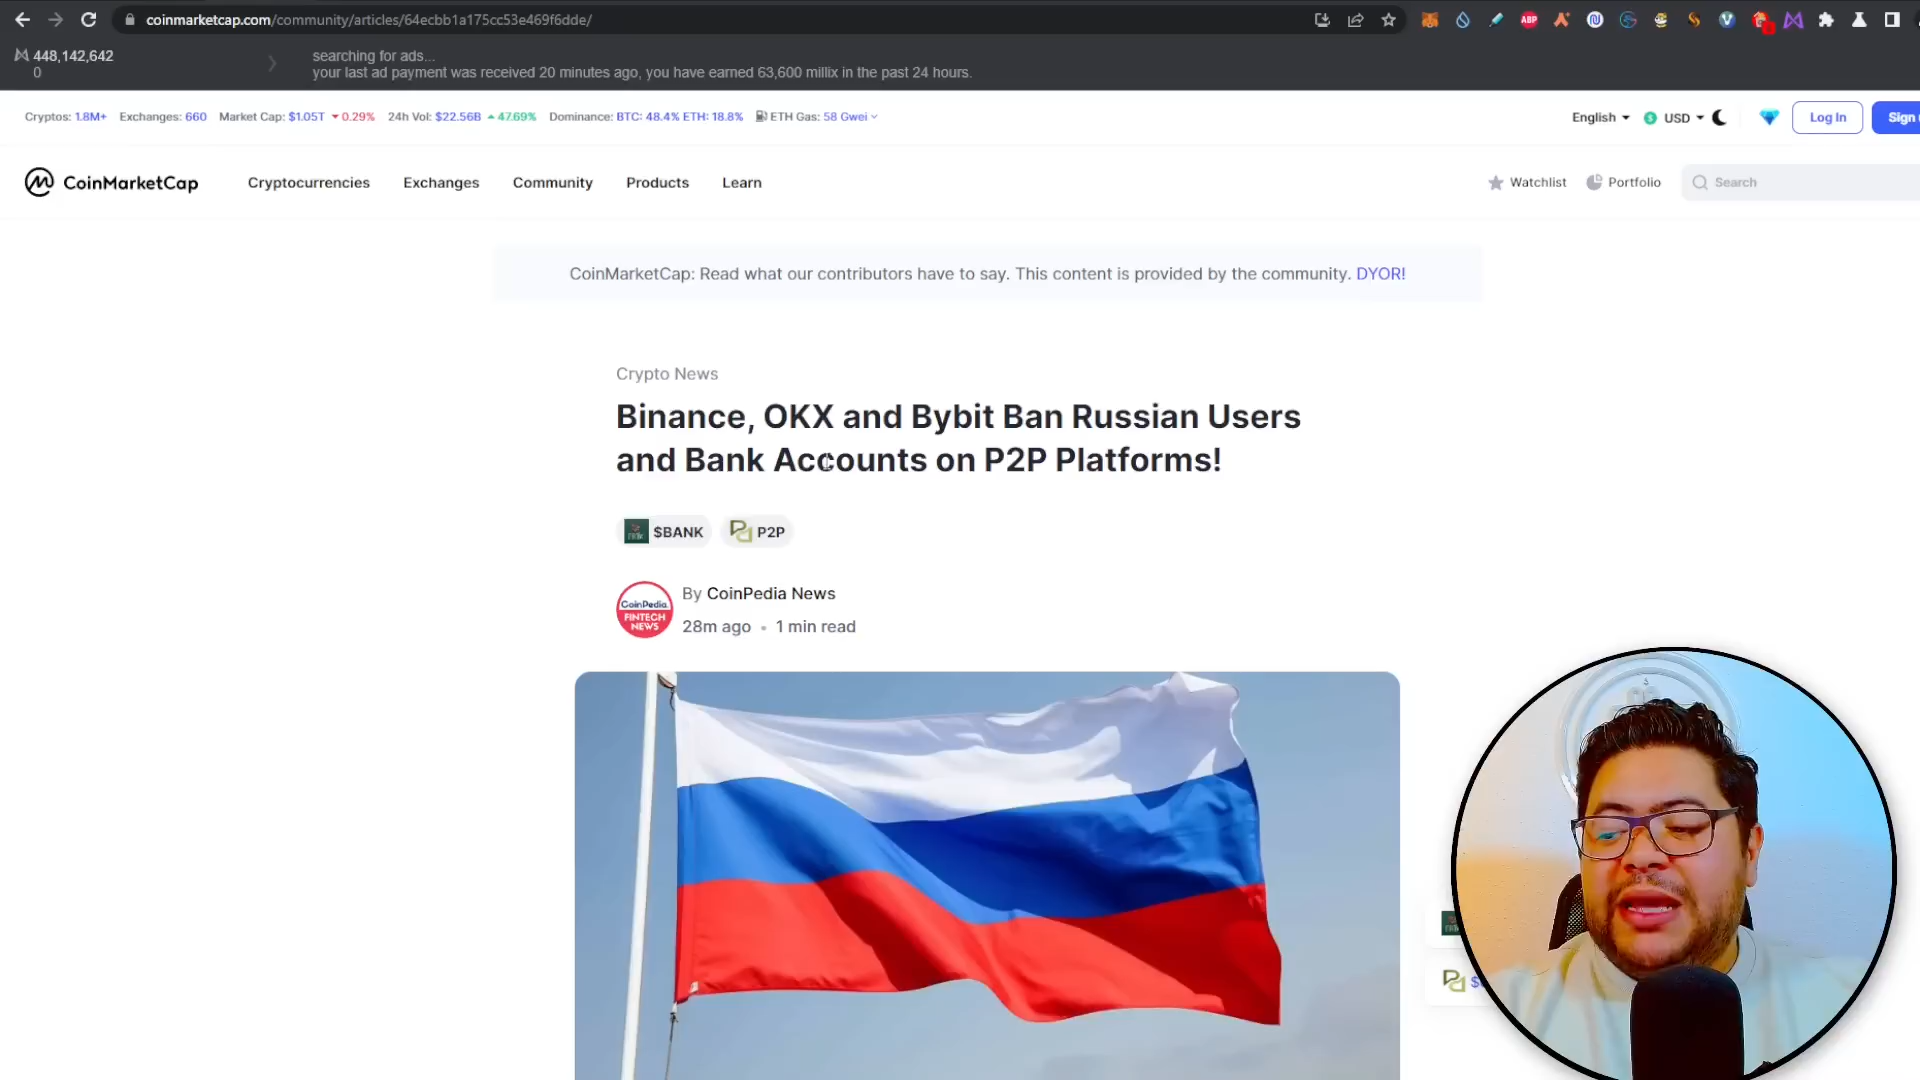 coinmarketcap.com/community/articles/64ecbb1a175cc53e469f6dde/
ABP
448,142,642
0
searching for ads...
your last ad payment was received 20 minutes ago, you have earned 63,600 millix in the past 24 hours.
Cryptos: 1.8M+ Exchanges: 660 Market Cap: $1.05T 0.29% 24h Vol: $22.56B 47.69% Dominance: BTC: 48.4% ETH: 18.8% ETH Gas: 58 Gwei
English USD Log In Sign
CoinMarketCap Cryptocurrencies Exchanges Community Products Learn Watchlist Portfolio Search
CoinMarketCap: Read what our contributors have to say. This content is provided by the community. DYOR!
Crypto News
Binance, OKX and Bybit Ban Russian Users
and Bank Accounts on P2P Platforms!
$BANK P2P
By CoinPedia News
CoinPedia
FINTECH
NEWS
28m ago • 1 min read